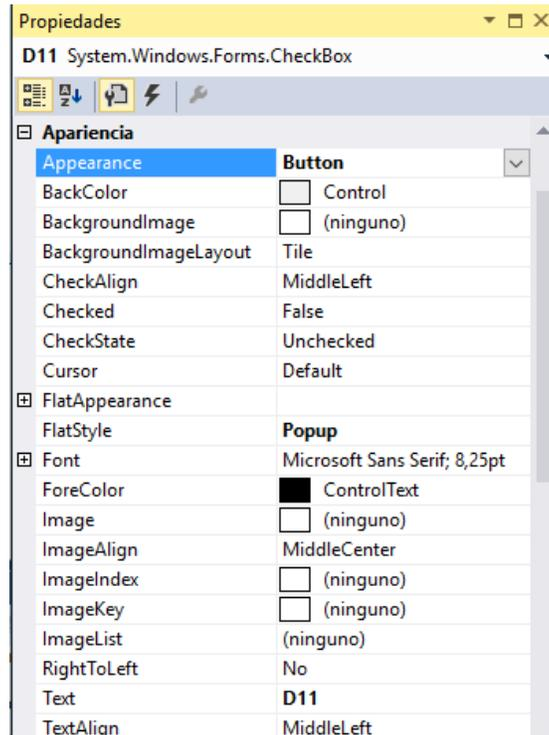 Propiedades
D11 System.Windows.Forms.CheckBox
Apariencia
Appearance Button
BackColor Control
BackgroundImage (ninguno)
BackgroundImageLayout Tile
CheckAlign MiddleLeft
Checked False
CheckState Unchecked
Cursor Default
FlatAppearance
FlatStyle Popup
Font Microsoft Sans Serif; 8,25pt
ForeColor ControlText
Image (ninguno)
ImageAlign MiddleCenter
ImageIndex (ninguno)
ImageKey (ninguno)
ImageList (ninguno)
RightToLeft No
Text D11
TextAlign MiddleLeft